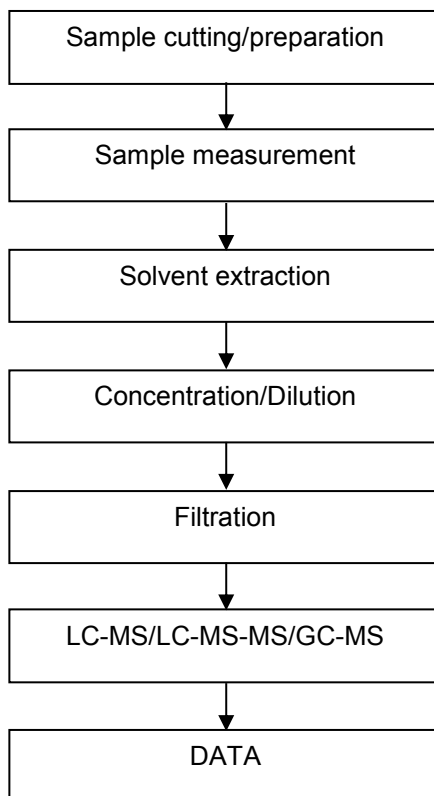 Sample cutting/preparation
Sample measurement
Solvent extraction
Concentration/Dilution
Filtration
LC-MS/LC-MS-MS/GC-MS
DATA